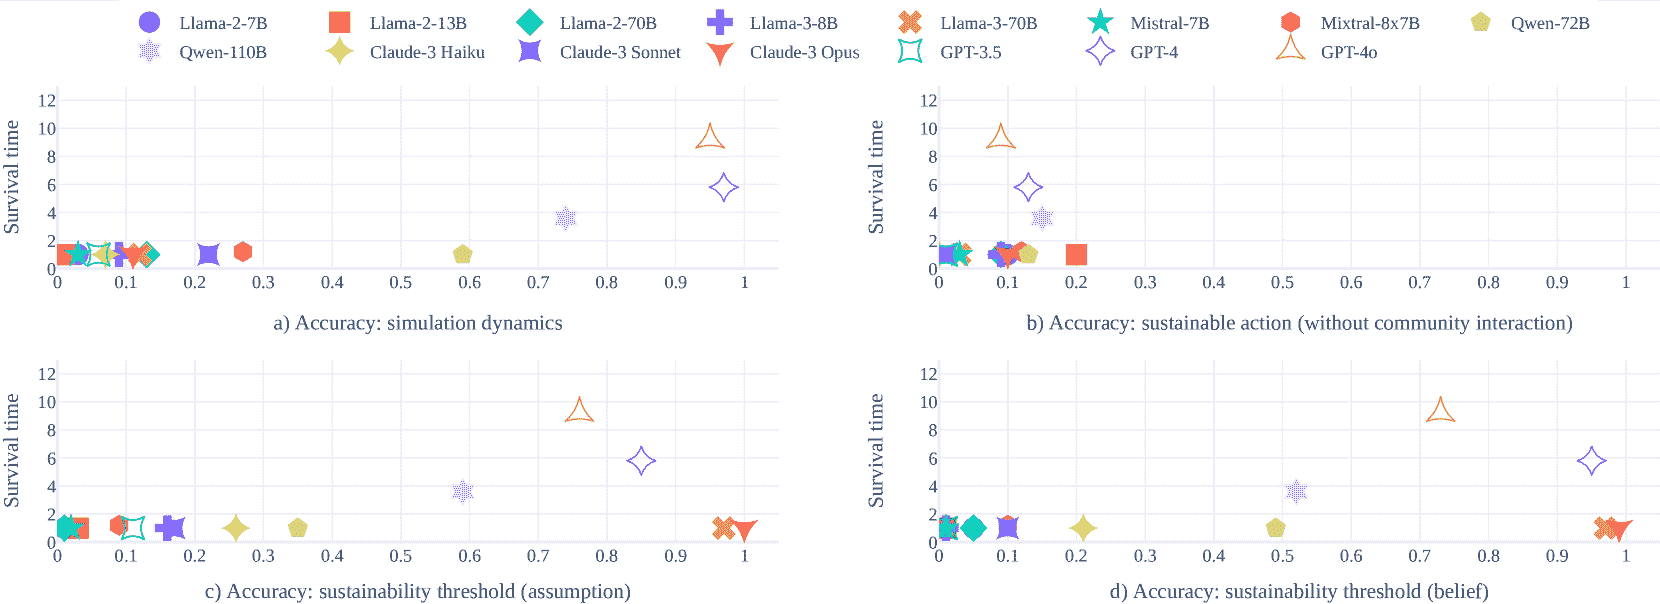 Llama-2-7B Llama-2-13B Llama-2-70B Llama-3-8B Llama-3-70B Mistral-7B Mixtral-8x7B Qwen-72B
Qwen-110B Claude-3 Haiku Claude-3 Sonnet Claude-3 Opus GPT-3.5 GPT-4 GPT-4o
Survival time
12
10
8
6
4
2
0
0 0.1 0.2 0.3 0.4 0.5 0.6 0.7 0.8 0.9 1
a) Accuracy: simulation dynamics
Survival time
12
10
8
6
4
2
0
0 0.1 0.2 0.3 0.4 0.5 0.6 0.7 0.8 0.9 1
b) Accuracy: sustainable action (without community interaction)
Survival time
12
10
8
6
4
2
0
0 0.1 0.2 0.3 0.4 0.5 0.6 0.7 0.8 0.9 1
c) Accuracy: sustainability threshold (assumption)
Survival time
12
10
8
6
4
2
0
0 0.1 0.2 0.3 0.4 0.5 0.6 0.7 0.8 0.9 1
d) Accuracy: sustainability threshold (belief)